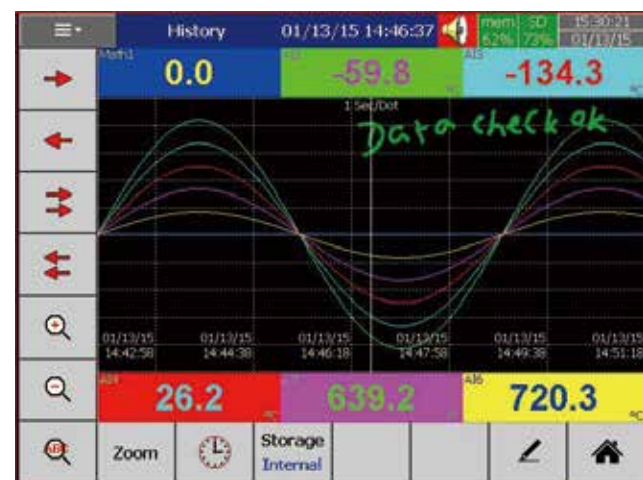 History 01/13/15 14:46:37 mem 62% SD 73% 15:30:21 01/13/15
Math1 0.0 -59.8 °C AI3 -134.3 °C
1 Sec/Dot
Data check ok
01/13/15 01/13/15 01/13/15 01/13/15 01/13/15 01/13/15
14:42:58 14:44:38 14:46:18 14:47:58 14:49:38 14:51:18
26.2 °C 639.2 AI6 720.3 °C
Zoom Storage
Internal